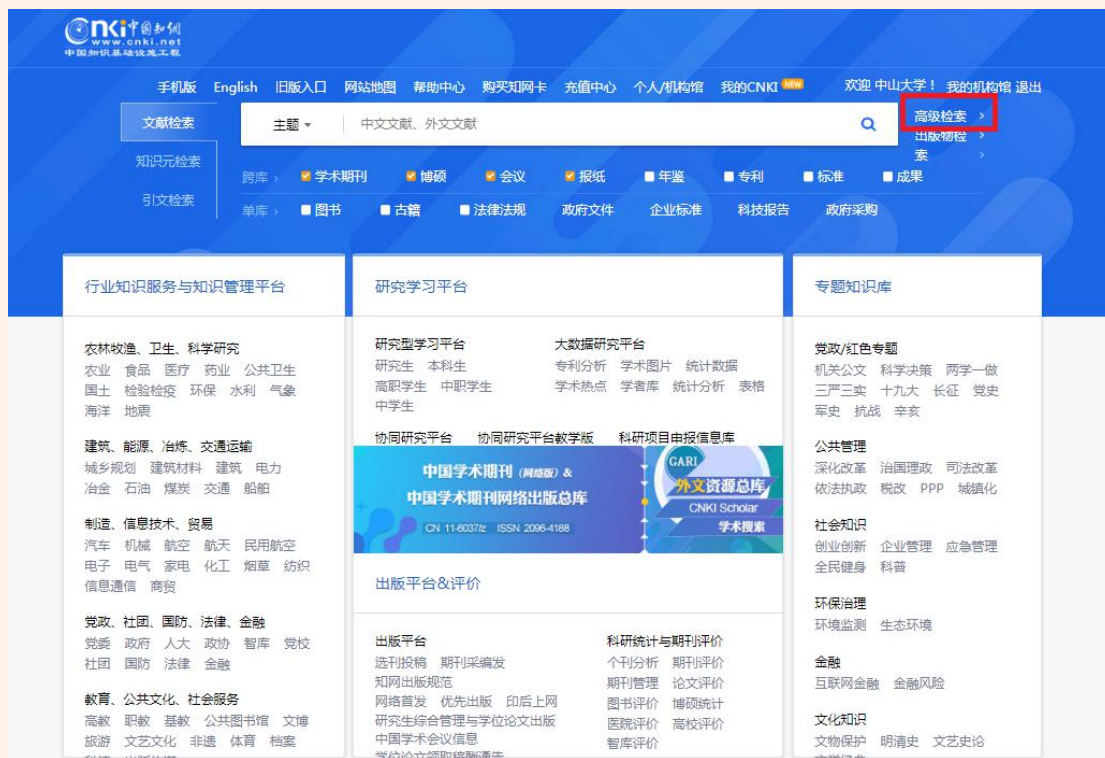 CNKi中国知网
www.cnki.net
中国知识基础设施工程
手机版 English 旧版入口 网站地图 帮助中心 购买知网卡 充值中心 个人/机构馆 我的CNKI NEW 欢迎 中山大学！ 我的机构馆 退出
文献检索 主题 中文文献、外文文献 高级检索 >
出版物检 >
索 >
知识元检索
跨库 > 学术期刊 博硕 会议 报纸 年鉴 专利 标准 成果
引文检索
单库 > 图书 古籍 法律法规 政府文件 企业标准 科技报告 政府采购
行业知识服务与知识管理平台
农林牧渔、卫生、科学研究
农业 食品 医疗 药业 公共卫生
国土 检验检疫 环保 水利 气象
海洋 地震
建筑、能源、冶炼、交通运输
城乡规划 建筑材料 建筑 电力
冶金 石油 煤炭 交通 船舶
制造、信息技术、贸易
汽车 机械 航空 航天 民用航空
电子 电气 家电 化工 烟草 纺织
信息通信 商贸
党政、社团、国防、法律、金融
党委 政府 人大 政协 智库 党校
社团 国防 法律 金融
教育、公共文化、社会服务
高教 职教 基教 公共图书馆 文博
旅游 文艺文化 非遗 体育 档案
研究学习平台
研究型学习平台 大数据研究平台
研究生 本科生 专利分析 学术图片 统计数据
高职学生 中职学生 学术热点 学者库 统计分析 表格
中学生
协同研究平台 协同研究平台教学版 科研项目申报信息库
中国学术期刊（网络版）&
中国学术期刊网络出版总库
CN 11-6037/z ISSN 2096-4188
GARI
外文资源总库
CNKI Scholar
学术搜索
出版平台&评价
出版平台 科研统计与期刊评价
选刊投稿 期刊采编发 个刊分析 期刊评价
知网出版规范 期刊管理 论文评价
网络首发 优先出版 印后上网 图书评价 博硕统计
研究生综合管理与学位论文出版 医院评价 高校评价
中国学术会议信息 智库评价
学位论文领取稿酬通告
专题知识库
党政/红色专题
机关公文 科学决策 两学一做
三严三实 十九大 长征 党史
军史 抗战 辛亥
公共管理
深化改革 治国理政 司法改革
依法执政 税改 PPP 城镇化
社会知识
创业创新 企业管理 应急管理
全民健身 科普
环保治理
环境监测 生态环境
金融
互联网金融 金融风险
文化知识
文物保护 明清史 文艺史论